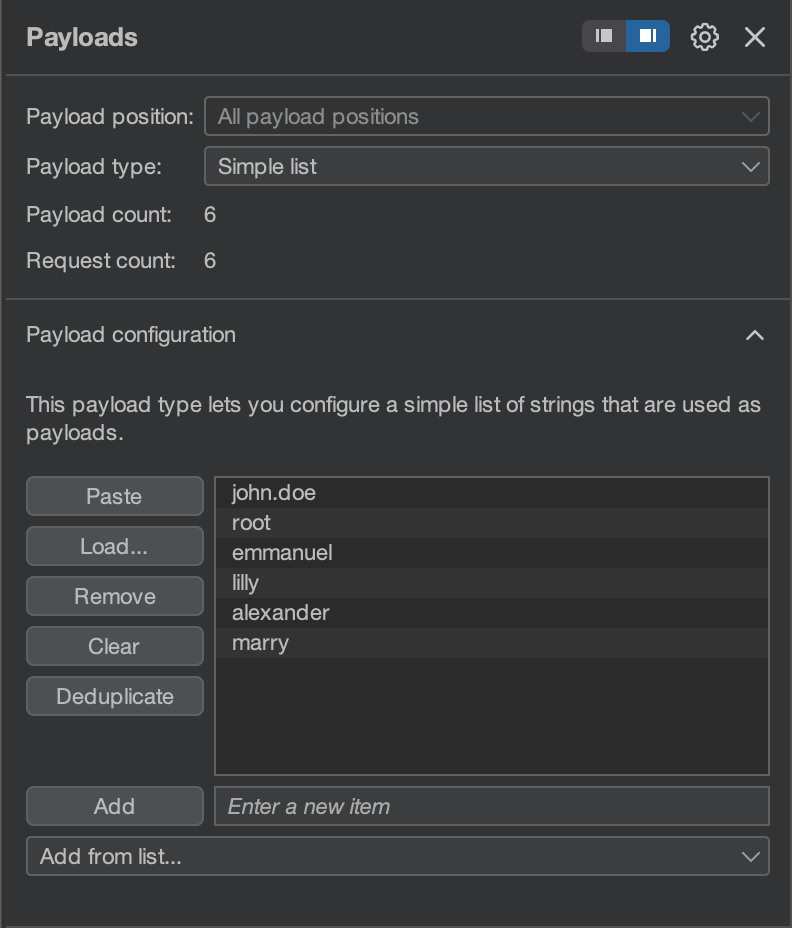 Payloads
Payload position: All payload positions
Payload type: Simple list
Payload count: 6
Request count: 6
Payload configuration
This payload type lets you configure a simple list of strings that are used as
payloads.
Paste
Load...
Remove
Clear
Deduplicate
john.doe
root
emmanuel
lilly
alexander
marry
Add
Enter a new item
Add from list...